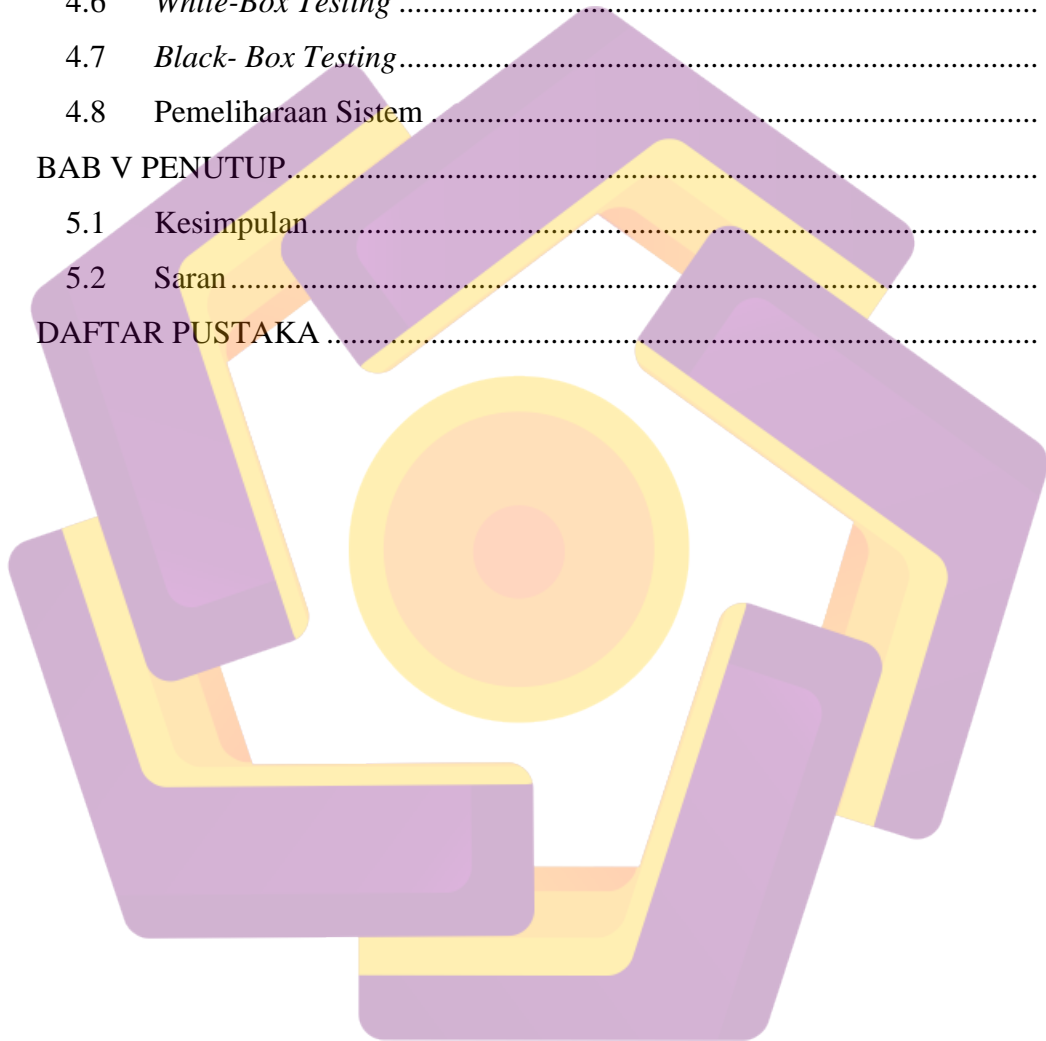 4.6 White-Box Testing ........................................................................................
4.7 Black- Box Testing........................................................................................
4.8 Pemeliharaan Sistem ....................................................................................
BAB V PENUTUP..................................................................................................
5.1 Kesimpulan...................................................................................................
5.2 Saran .............................................................................................................
DAFTAR PUSTAKA .............................................................................................